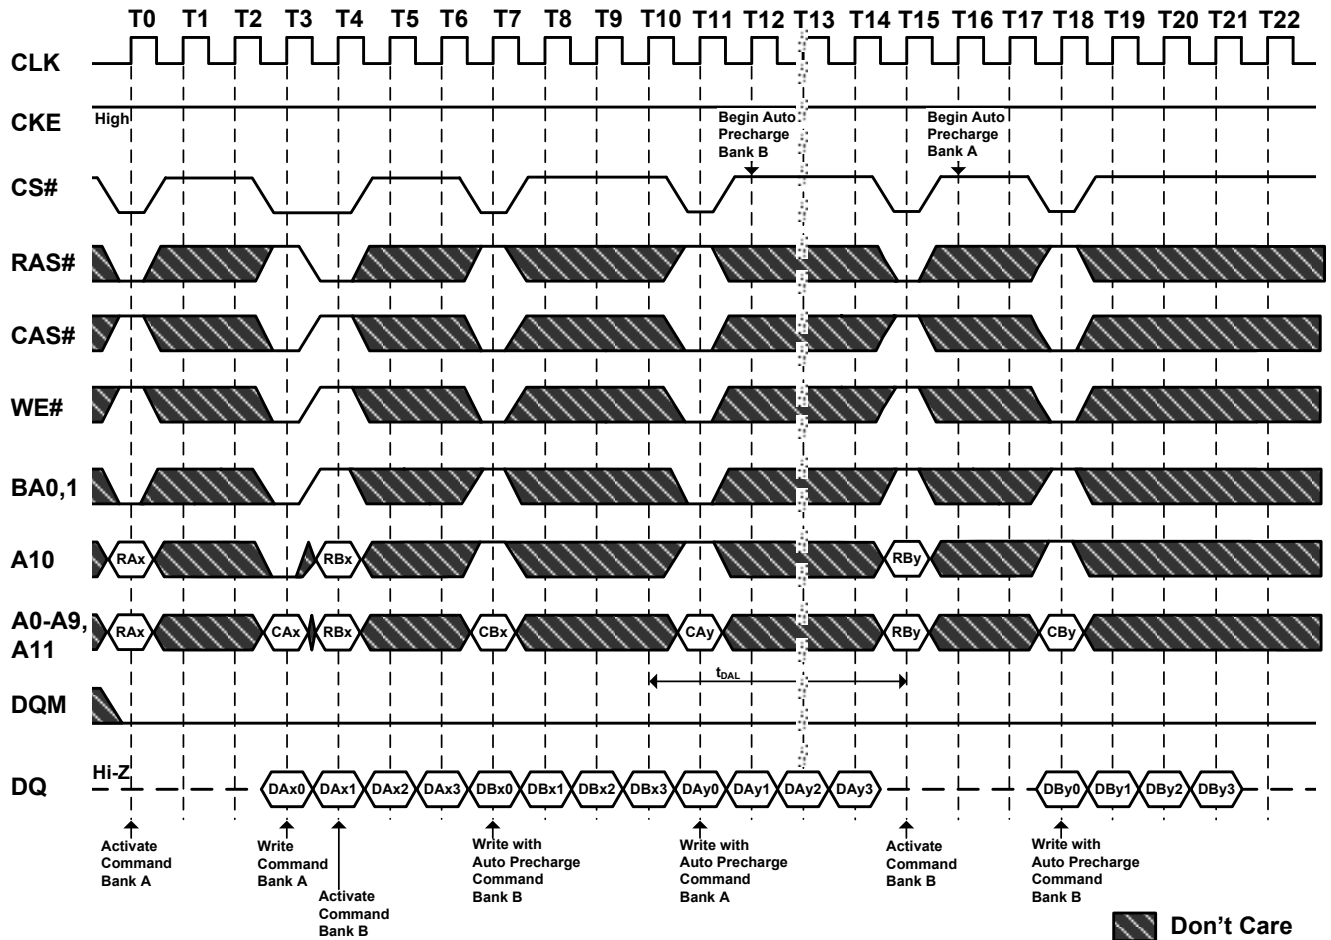 T0 T1 T2 T3 T4 T5 T6 T7 T8 T9 T10 T11 T12 T13 T14 T15 T16 T17 T18 T19 T20 T21 T22
CLK
CKE
High
Begin Auto
Precharge
Bank B
Begin Auto
Precharge
Bank A
CS#
RAS#
CAS#
WE#
BA0,1
A10
RAx RBx RBy
A0-A9,
A11
RAx CAx RBx CBx CAy RBy CBy
tDAL
DQM
DQ
Hi-Z
DAx0 DAx1 DAx2 DAx3 DBx0 DBx1 DBx2 DBx3 DAy0 DAy1 DAy2 DAy3 DBy0 DBy1 DBy2 DBy3
Activate
Command
Bank A
Write
Command
Bank A
Activate
Command
Bank B
Write with
Auto Precharge
Command
Bank B
Write with
Auto Precharge
Command
Bank A
Activate
Command
Bank B
Write with
Auto Precharge
Command
Bank B
Don't Care